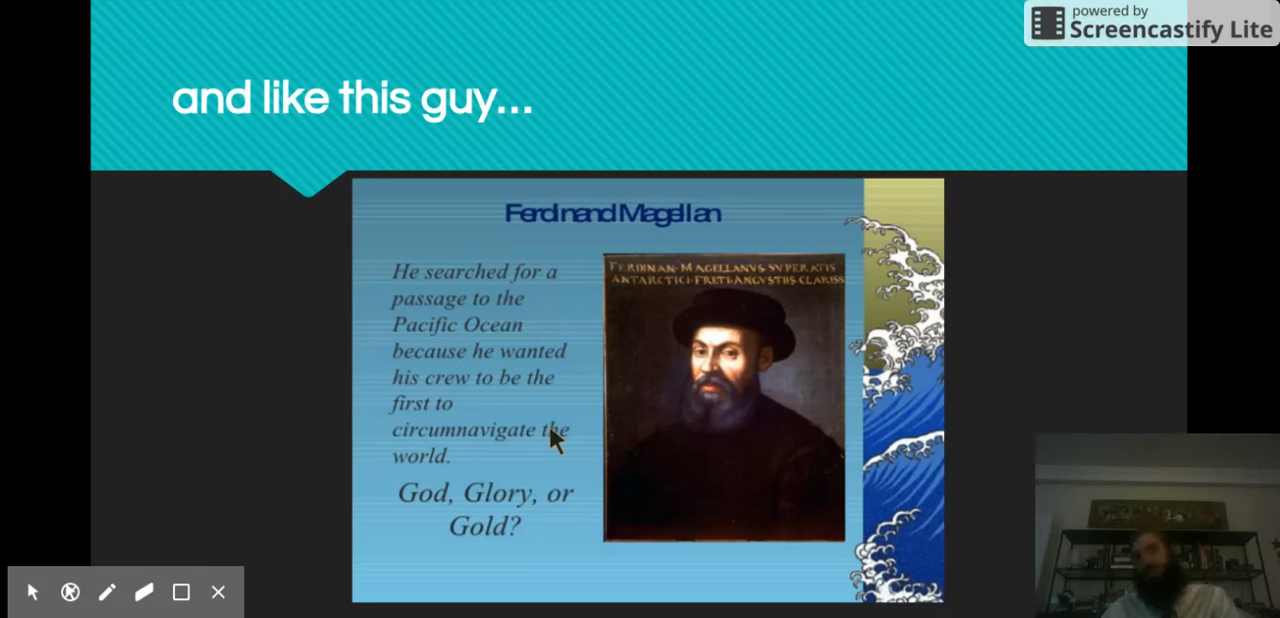 powered by
Screencastify Lite
and like this guy...
Ferdinand Magellan
He searched for a
passage to the
Pacific Ocean
because he wanted
his crew to be the
first to
circumnavigate the
world.
God, Glory, or
Gold?
FERDINAN·MAGELLANVS·SVPERATIS
ANTARCTICI·FRETI·ANGVSTIIS·CLARISS